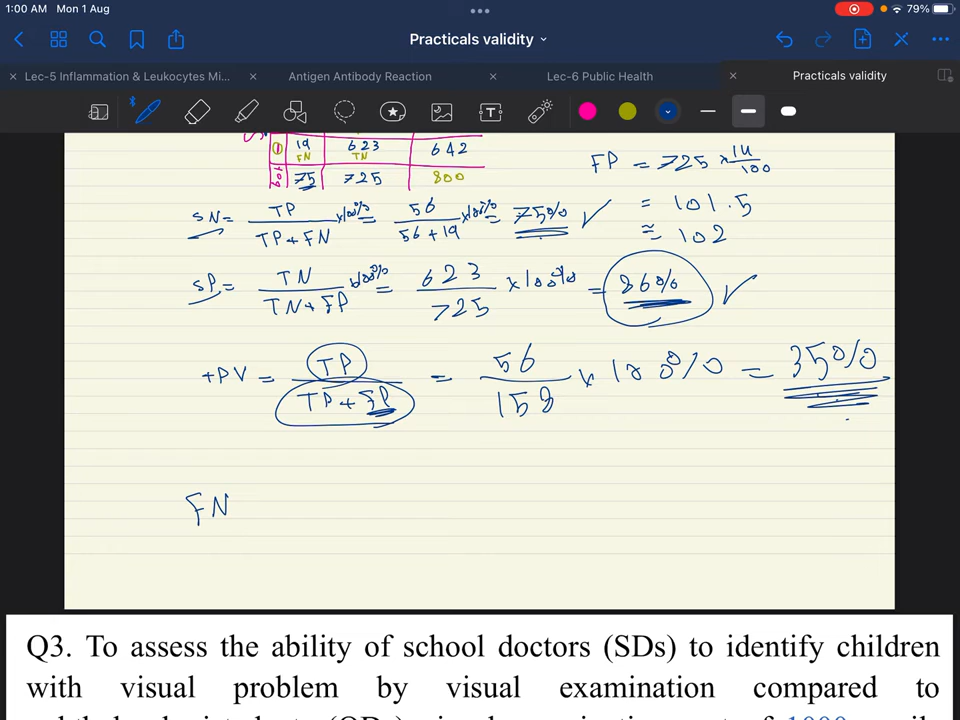 1:00 AM Mon 1 Aug
79%
Practicals validity
Lec-5 Inflammation & Leukocytes Mi...
Antigen Antibody Reaction
Lec-6 Public Health
Practicals validity
19 623 642
FN TN
75 725 800
FP = 725 × 14/100
= 101.5
≈ 102
SN = TP/TP+FN ×100% = 56/56+19 ×100% = 75%
SP = TN/TN+FP ×100% = 623/725 ×100% = 86%
+PV = TP/TP+FP = 56/158 × 100% = 35%
FN
Q3. To assess the ability of school doctors (SDs) to identify children
with visual problem by visual examination compared to